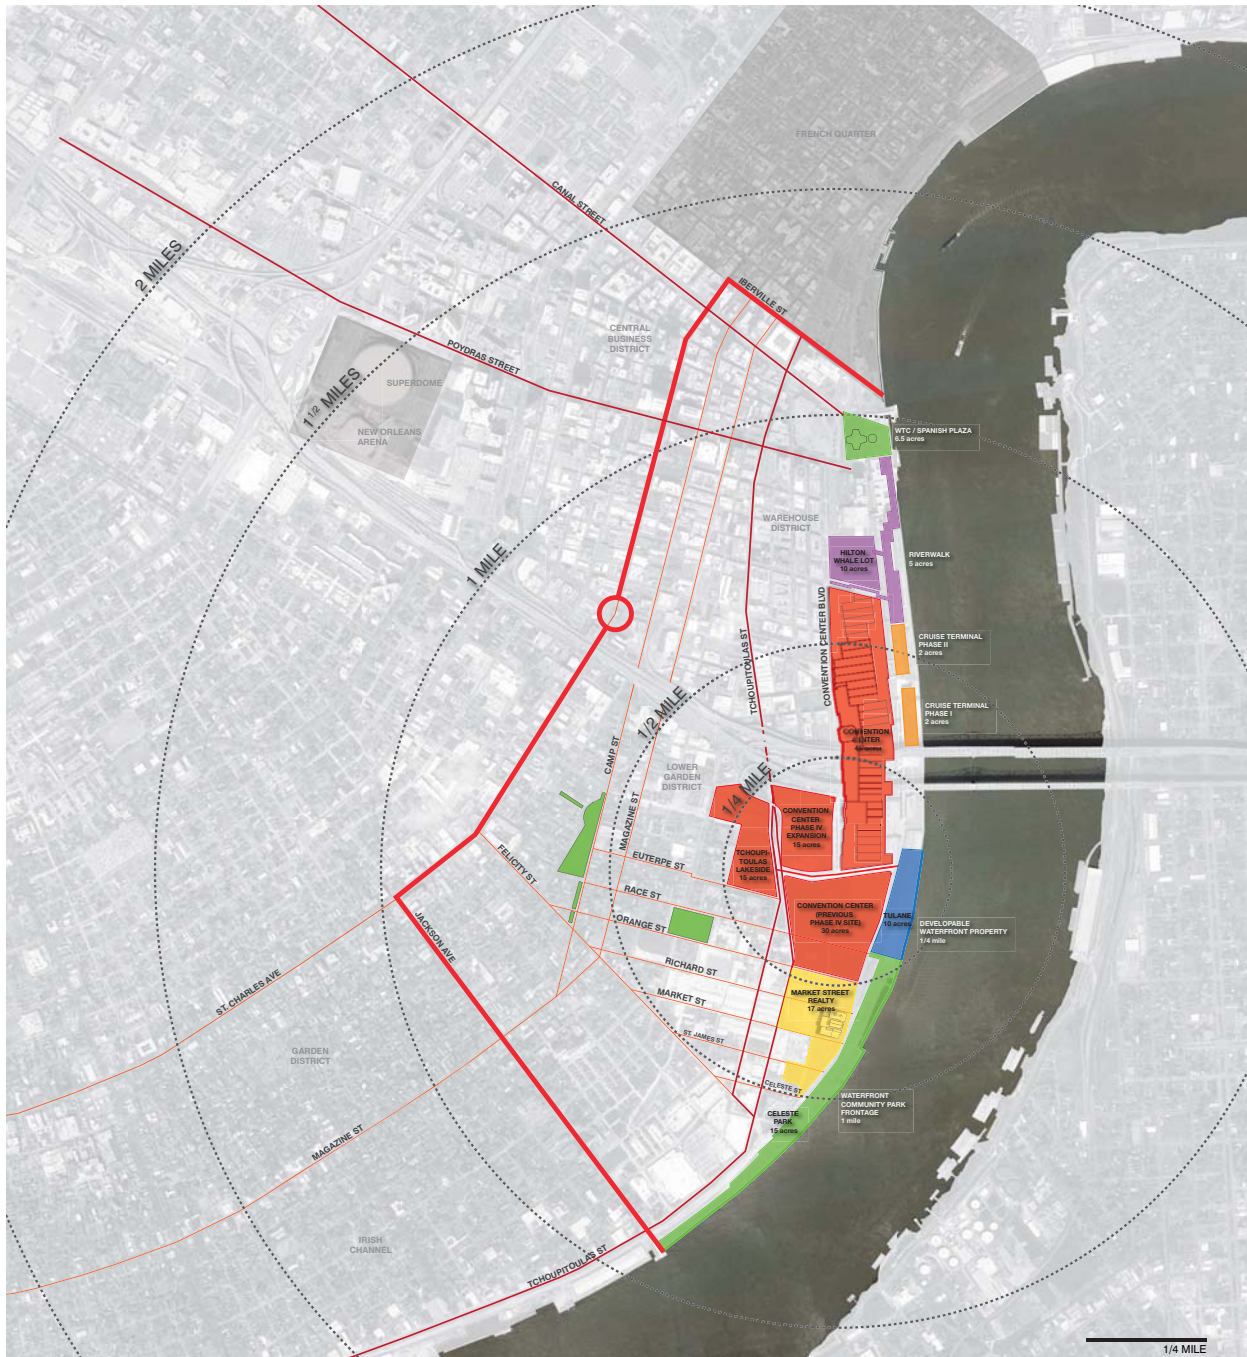 FRENCH QUARTER
CANAL STREET
2 MILES
IBERVILLE ST
CENTRAL
BUSINESS
DISTRICT
POYDRAS STREET
SUPERDOME
1 1/2 MILES
NEW ORLEANS
ARENA
WTC / SPANISH PLAZA
6.5 acres
WAREHOUSE
DISTRICT
1 MILE
HILTON
WHALE LOT
10 acres
RIVERWALK
5 acres
CONVENTION CENTER BLVD
TCHOUPITOULAS ST
CRUISE TERMINAL
PHASE II
2 acres
1/2 MILE
CRUISE TERMINAL
PHASE I
2 acres
CONVENTION
CENTER
CAMP ST
LOWER
GARDEN
DISTRICT
1/4 MILE
MAGAZINE ST
CONVENTION
CENTER
PHASE IV
EXPANSION
15 acres
FELICITY ST
EUTERPE ST
TCHOUPI-
TOULAS
LAKESIDE
15 acres
RACE ST
ORANGE ST
CONVENTION CENTER
(PREVIOUS
PHASE IV SITE)
30 acres
TULANE
10 acres
DEVELOPABLE
WATERFRONT PROPERTY
1/4 mile
JACKSON AVE
RICHARD ST
ST. CHARLES AVE
MARKET ST
MARKET STREET
REALTY
17 acres
ST. JAMES ST
GARDEN
DISTRICT
CELESTE ST
WATERFRONT
COMMUNITY PARK
FRONTAGE
1 mile
CELESTE
PARK
15 acres
MAGAZINE ST
IRISH
CHANNEL
TCHOUPITOULAS ST
1/4 MILE